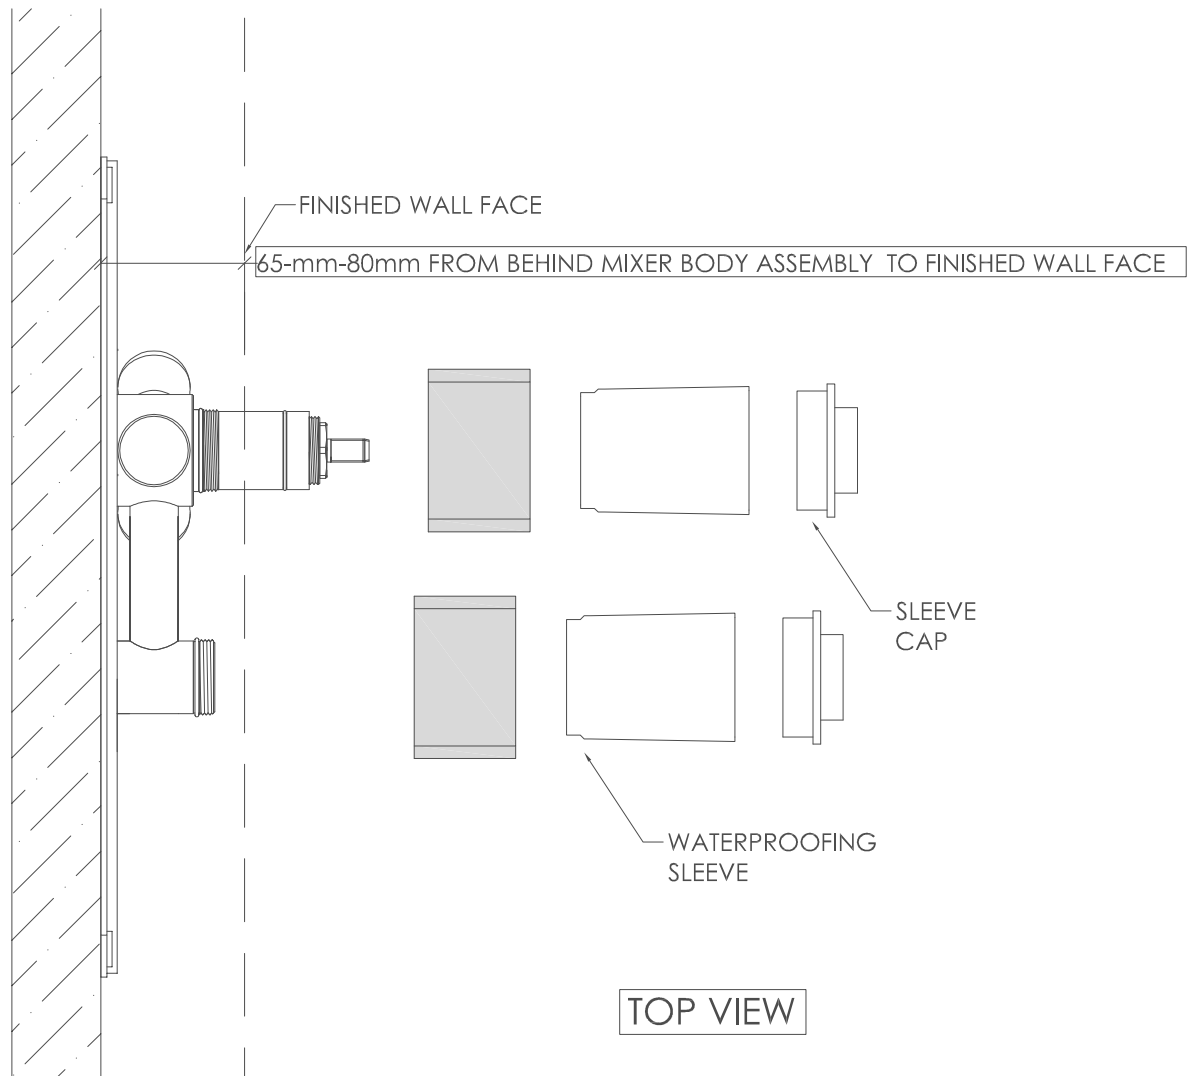 FINISHED WALL FACE
65-mm-80mm FROM BEHIND MIXER BODY ASSEMBLY TO FINISHED WALL FACE
SLEEVE
CAP
WATERPROOFING
SLEEVE
TOP VIEW